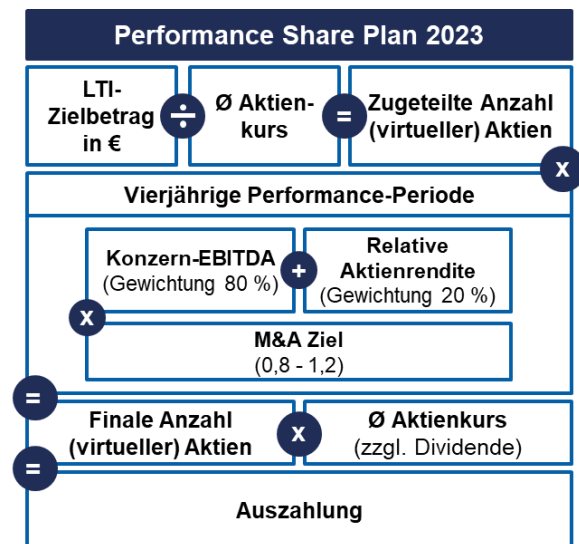 Performance Share Plan 2023
LTI-
Zielbetrag
in €
÷
Ø Aktien-
kurs
=
Zugeteilte Anzahl
(virtueller) Aktien
x
Vierjährige Performance-Periode
Konzern-EBITDA
(Gewichtung 80 %)
+
Relative
Aktienrendite
(Gewichtung 20 %)
x
M&A Ziel
(0,8 - 1,2)
=
Finale Anzahl
(virtueller) Aktien
x
Ø Aktienkurs
(zzgl. Dividende)
=
Auszahlung